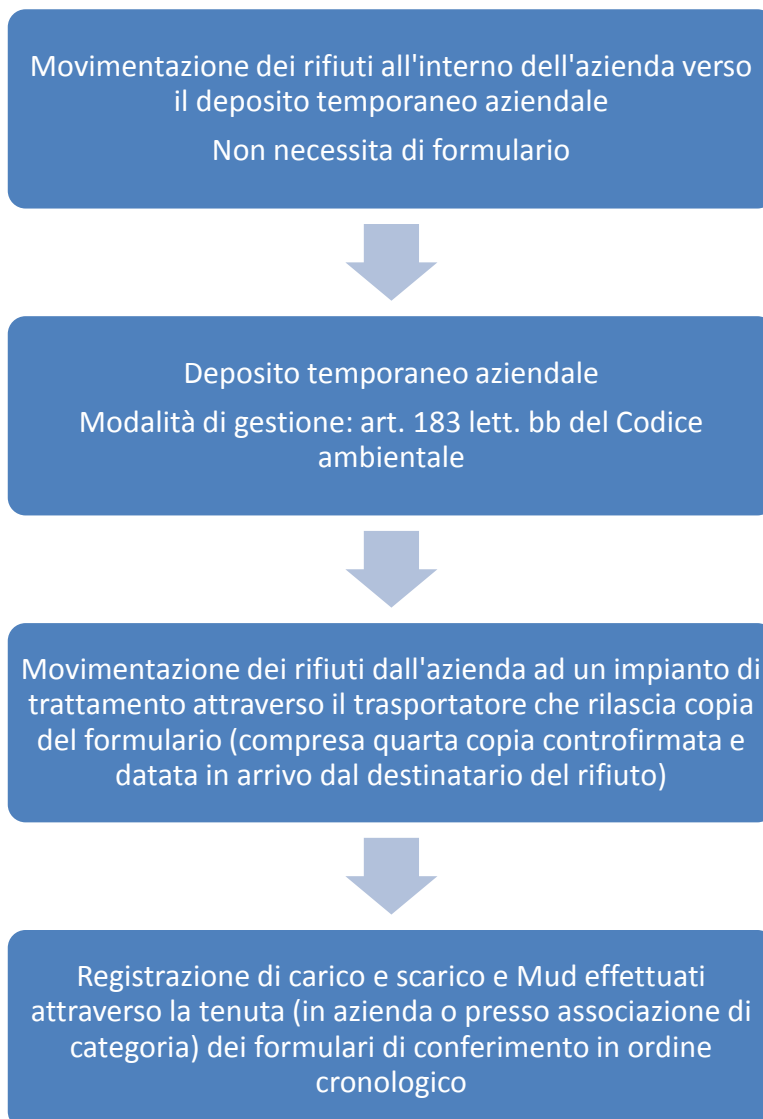 Movimentazione dei rifiuti all'interno dell'azienda verso
il deposito temporaneo aziendale
Non necessita di formulario
Deposito temporaneo aziendale
Modalità di gestione: art. 183 lett. bb del Codice
ambientale
Movimentazione dei rifiuti dall'azienda ad un impianto di
trattamento attraverso il trasportatore che rilascia copia
del formulario (compresa quarta copia controfirmata e
datata in arrivo dal destinatario del rifiuto)
Registrazione di carico e scarico e Mud effettuati
attraverso la tenuta (in azienda o presso associazione di
categoria) dei formulari di conferimento in ordine
cronologico